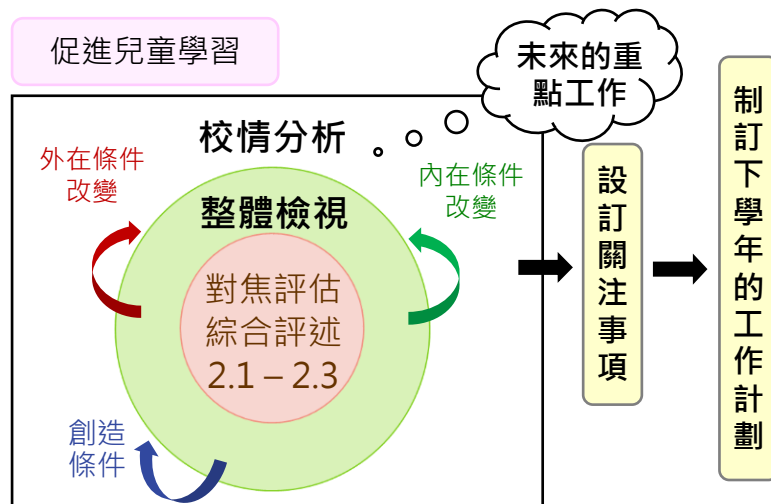 促進兒童學習
未來的重
點工作
校情分析
外在條件
改變
內在條件
改變
整體檢視
對焦評估
綜合評述
2.1 – 2.3
創造
條件
設訂關注事項
制訂下學年的工作計劃